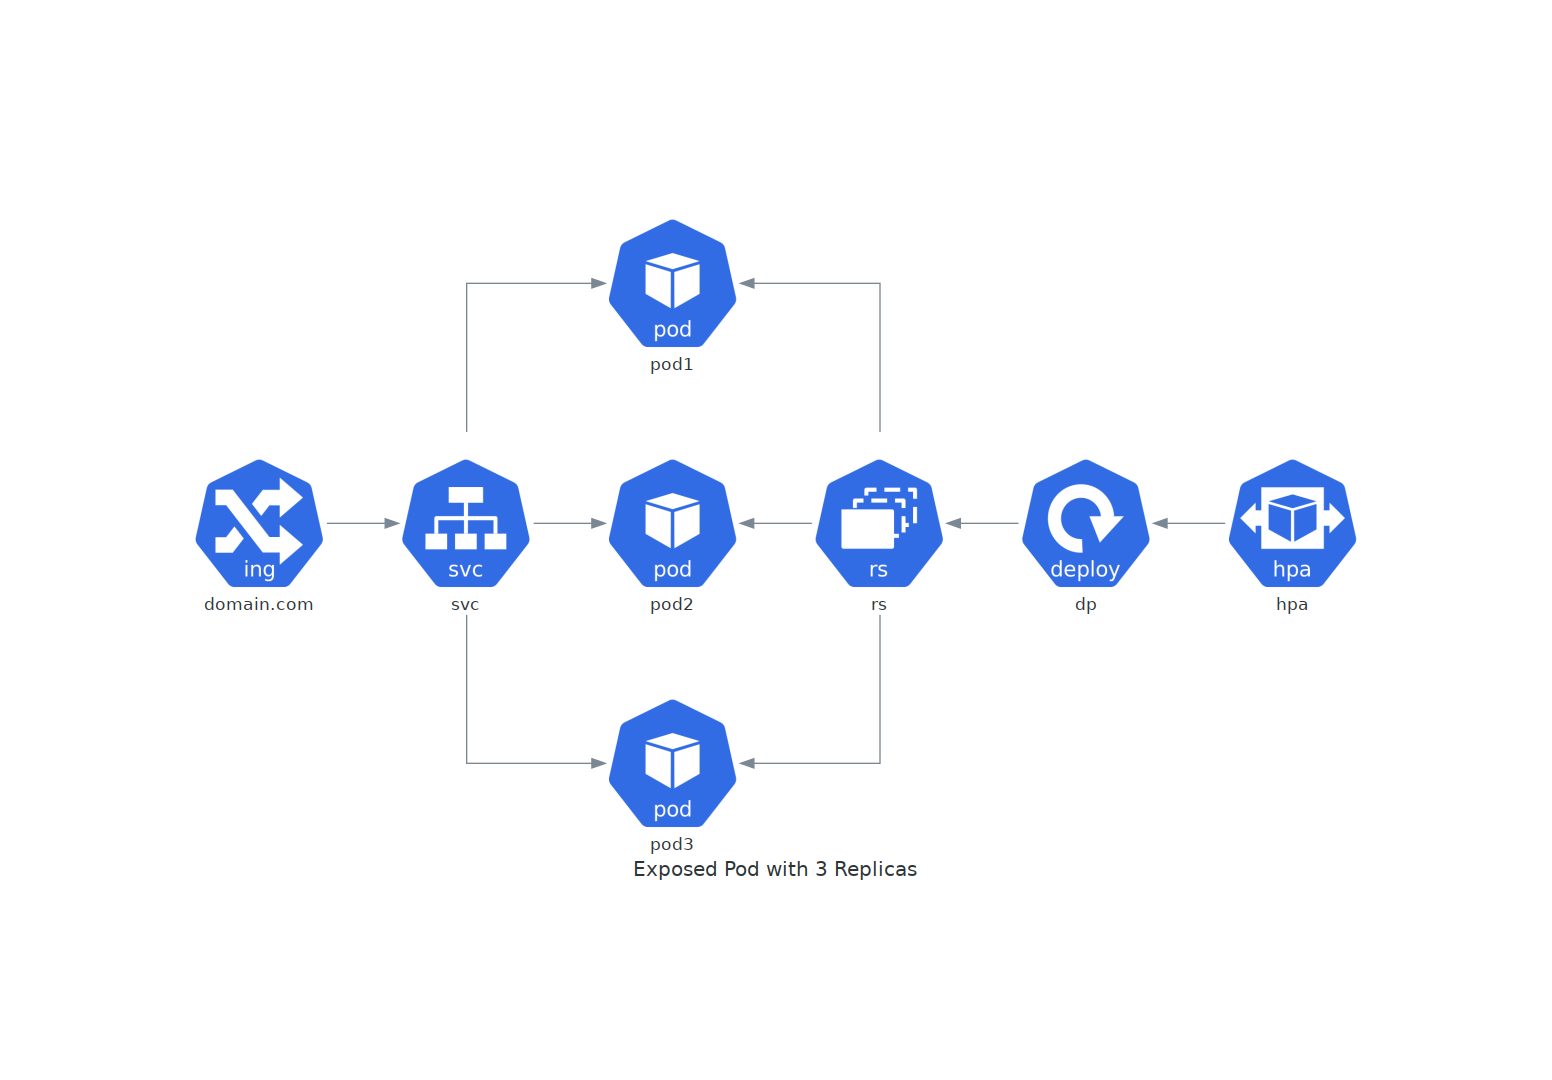 pod
pod1
ing
svc
pod
rs
deploy
hpa
domain.com
svc
pod2
rs
dp
hpa
pod
pod3
Exposed Pod with 3 Replicas